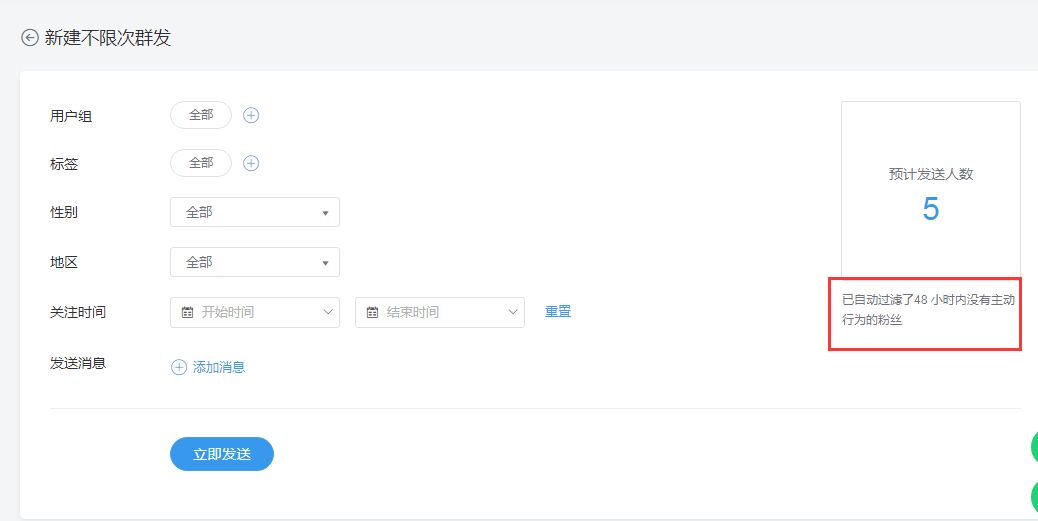 新建不限次群发
用户组 全部
标签 全部
性别 全部
地区 全部
关注时间 开始时间 结束时间 重置
发送消息 添加消息
立即发送
预计发送人数
5
已自动过滤了48 小时内没有主动
行为的粉丝